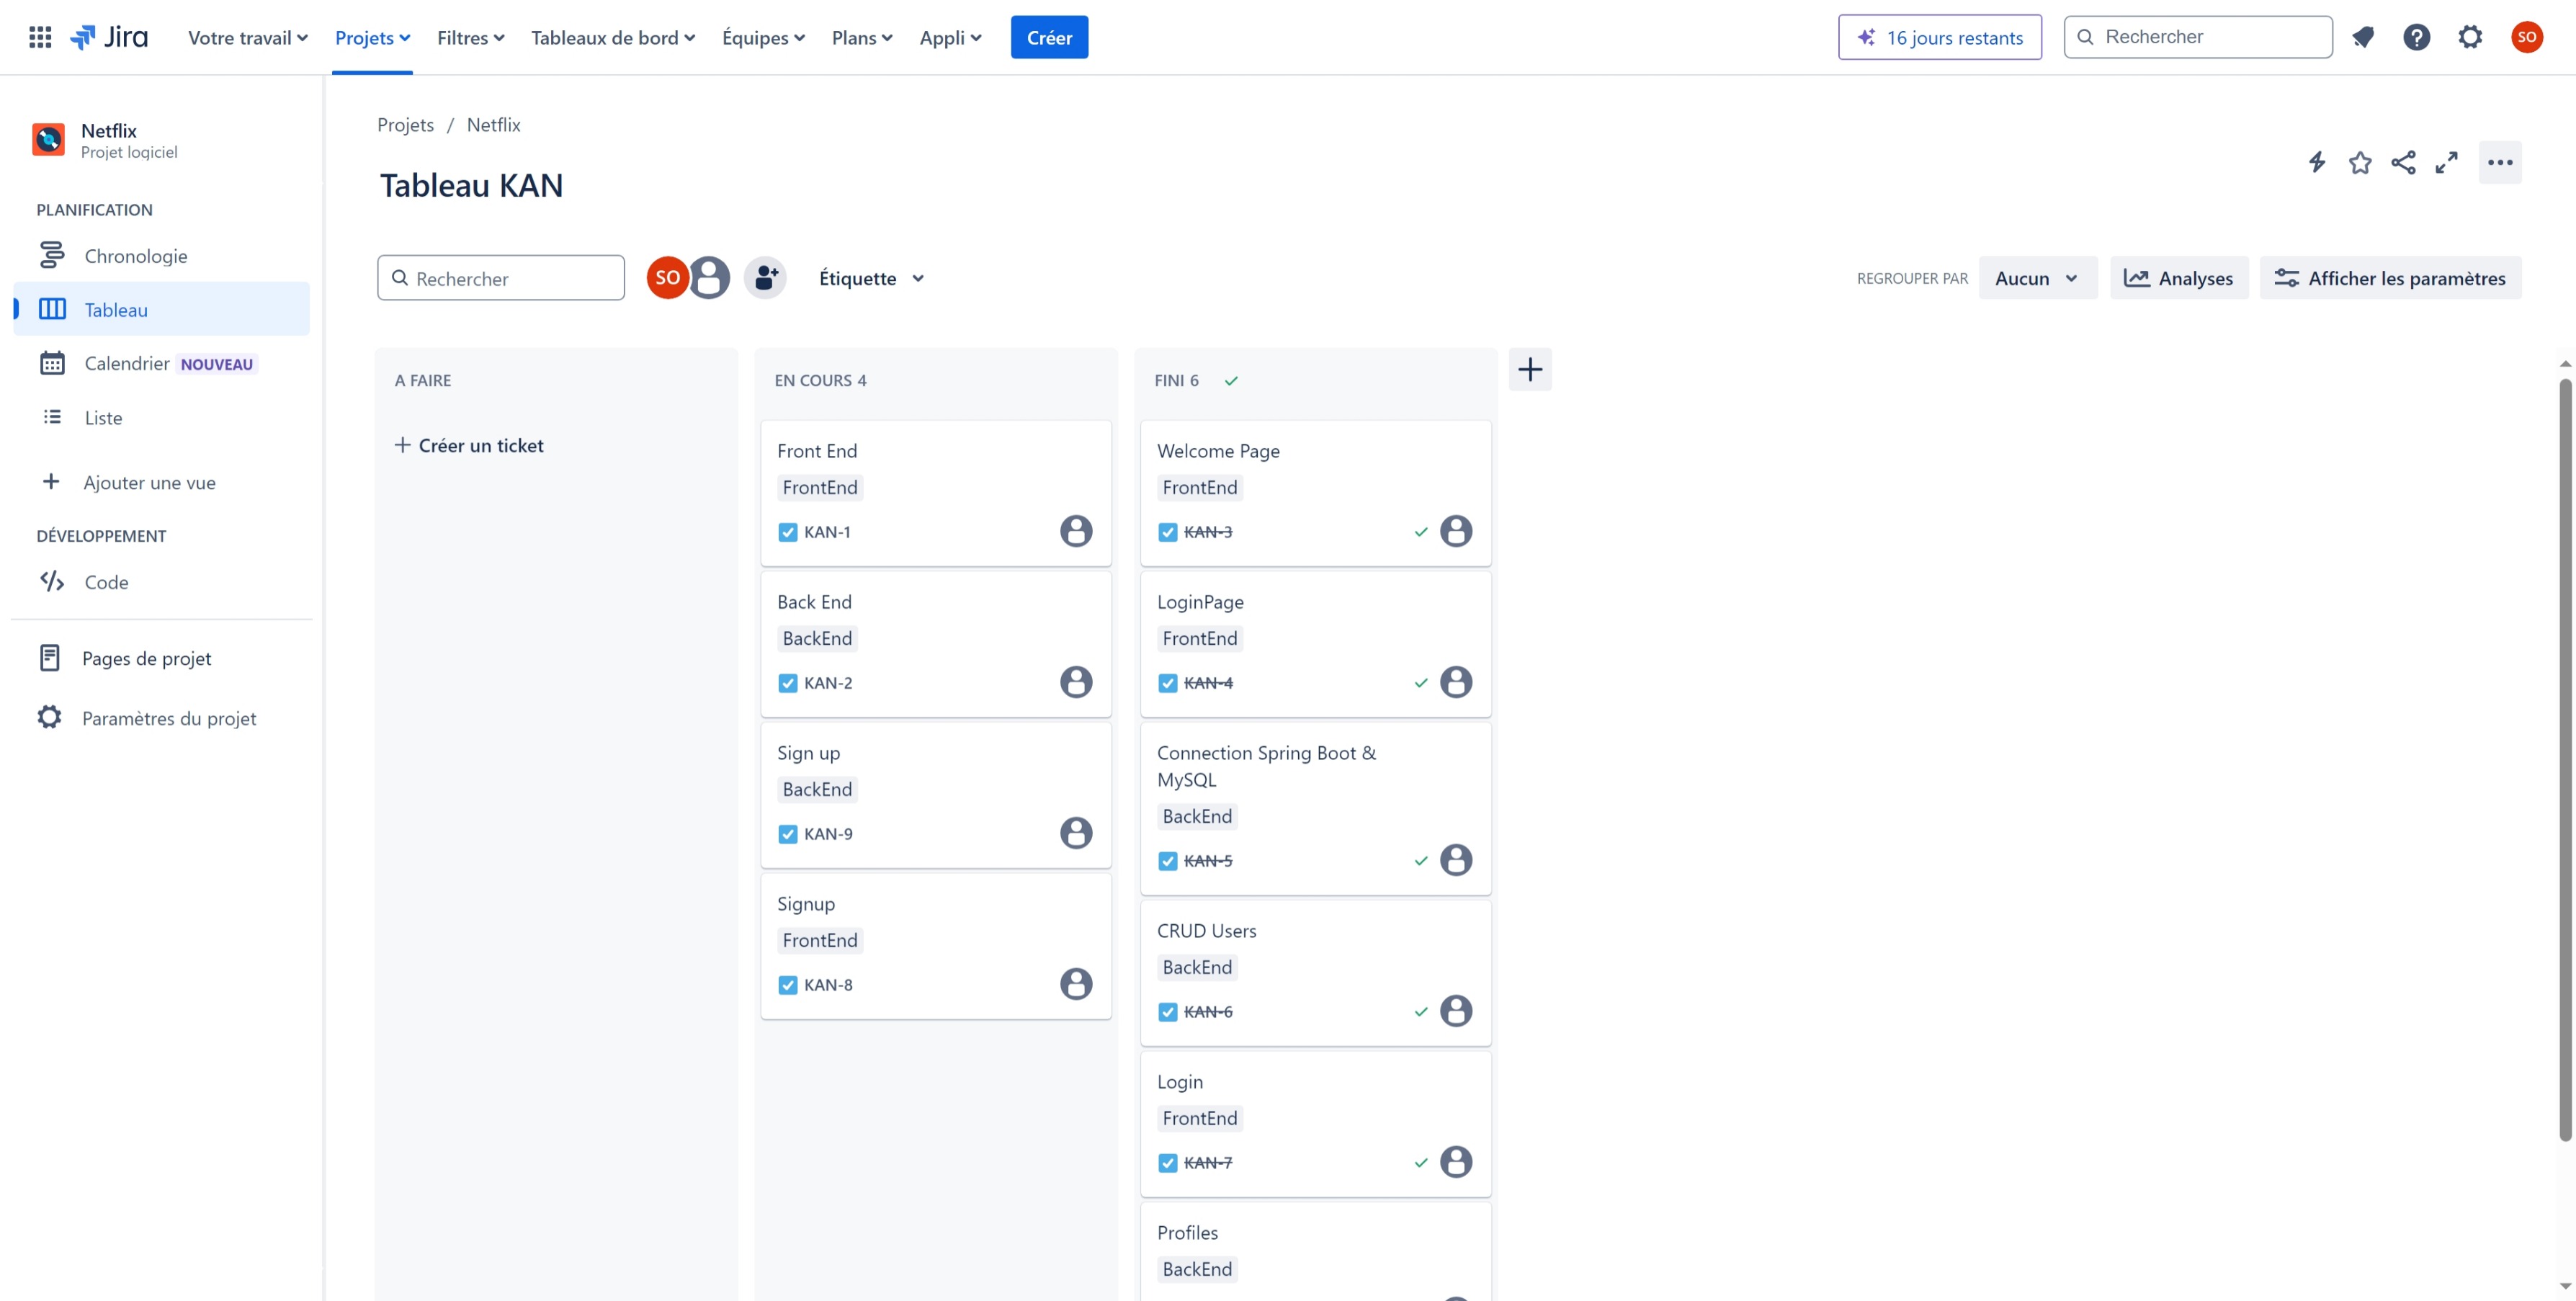 Jira
Votre travail
Projets
Filtres
Tableaux de bord
Équipes
Plans
Appli
Créer
16 jours restants
Rechercher
SO
Netflix
Projet logiciel
PLANIFICATION
Chronologie
Tableau
Calendrier NOUVEAU
Liste
Ajouter une vue
DÉVELOPPEMENT
Code
Pages de projet
Paramètres du projet
Projets / Netflix
Tableau KAN
Rechercher
SO
Étiquette
REGROUPER PAR
Aucun
Analyses
Afficher les paramètres
A FAIRE
+ Créer un ticket
EN COURS 4
Front End
FrontEnd
KAN-1
Back End
BackEnd
KAN-2
Sign up
BackEnd
KAN-9
Signup
FrontEnd
KAN-8
FINI 6
Welcome Page
FrontEnd
KAN-3
LoginPage
FrontEnd
KAN-4
Connection Spring Boot &
MySQL
BackEnd
KAN-5
CRUD Users
BackEnd
KAN-6
Login
FrontEnd
KAN-7
Profiles
BackEnd